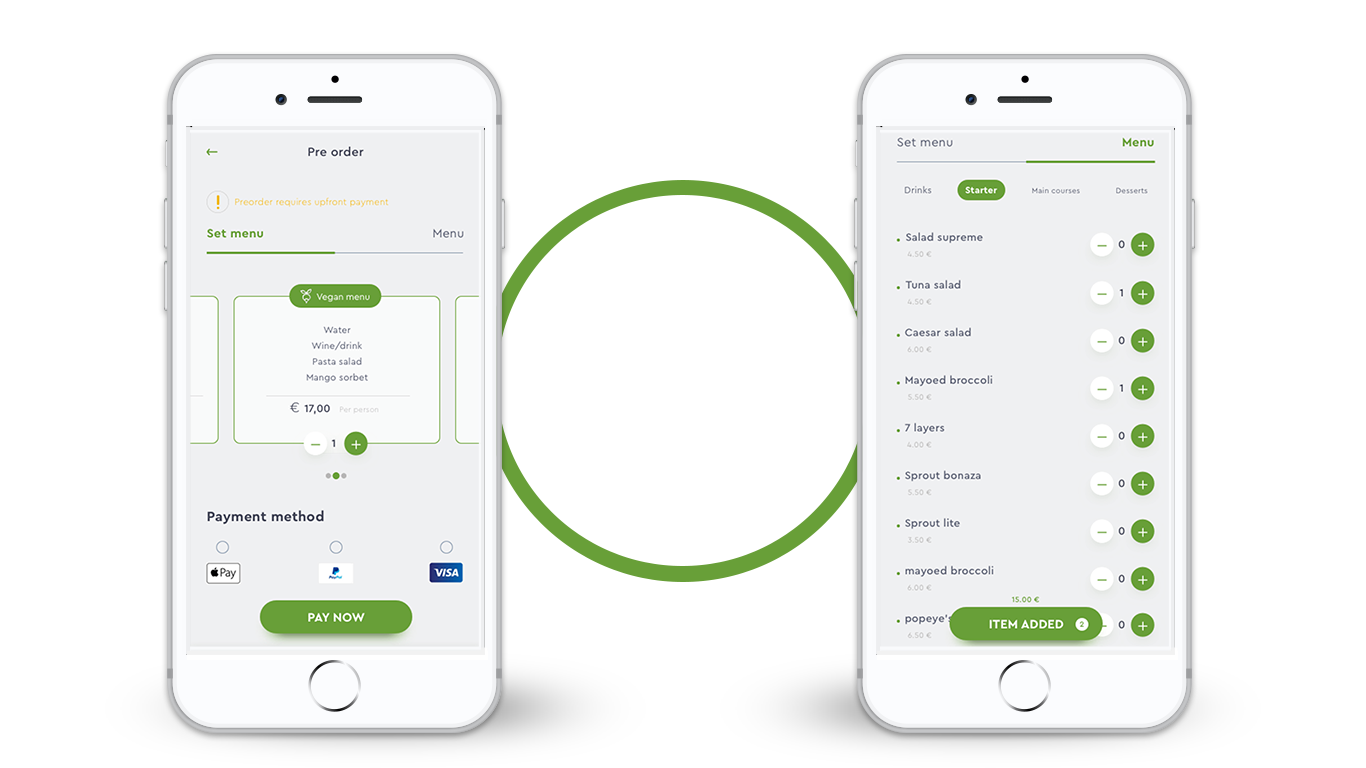 Pre order
Preorder requires upfront payment
Set menu Menu
Vegan menu
Water
Wine/drink
Pasta salad
Mango sorbet
€ 17,00 Per person
– 1 +
Payment method
Pay PayPal VISA
PAY NOW
Set menu Menu
Drinks Starter Main courses Desserts
Salad supreme – 0 +
4.50 €
Tuna salad – 1 +
4.50 €
Caesar salad – 0 +
6.00 €
Mayoed broccoli – 1 +
5.50 €
7 layers – 0 +
4.00 €
Sprout bonaza – 0 +
5.50 €
Sprout lite – 0 +
3.50 €
mayoed broccoli – 0 +
6.00 €
15.00 €
popeye's – 0 +
6.50 €
ITEM ADDED 2